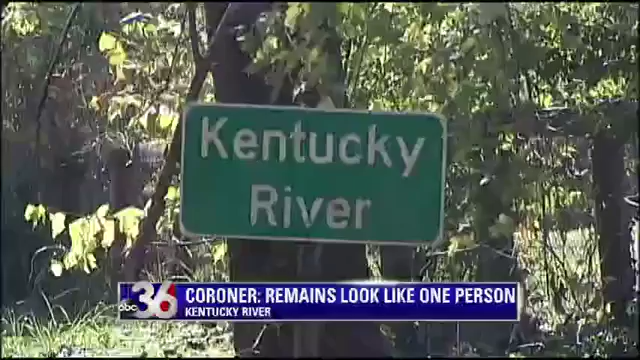 Kentucky
River
abc 36
CORONER: REMAINS LOOK LIKE ONE PERSON
KENTUCKY RIVER